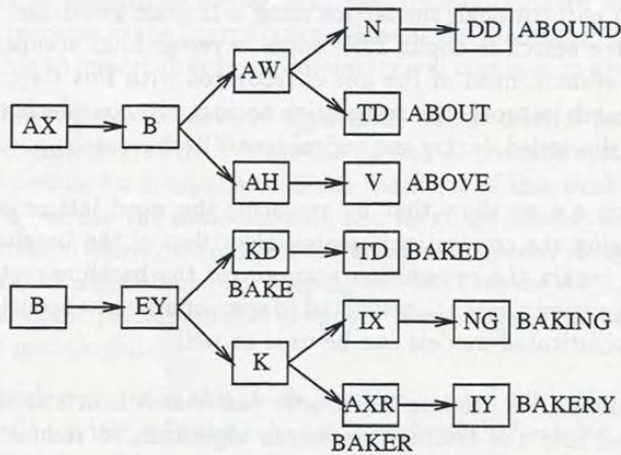 N DD ABOUND
AW
TD ABOUT
AX B
AH V ABOVE
KD TD BAKED
BAKE
B EY
IX NG BAKING
K
AXR IY BAKERY
BAKER